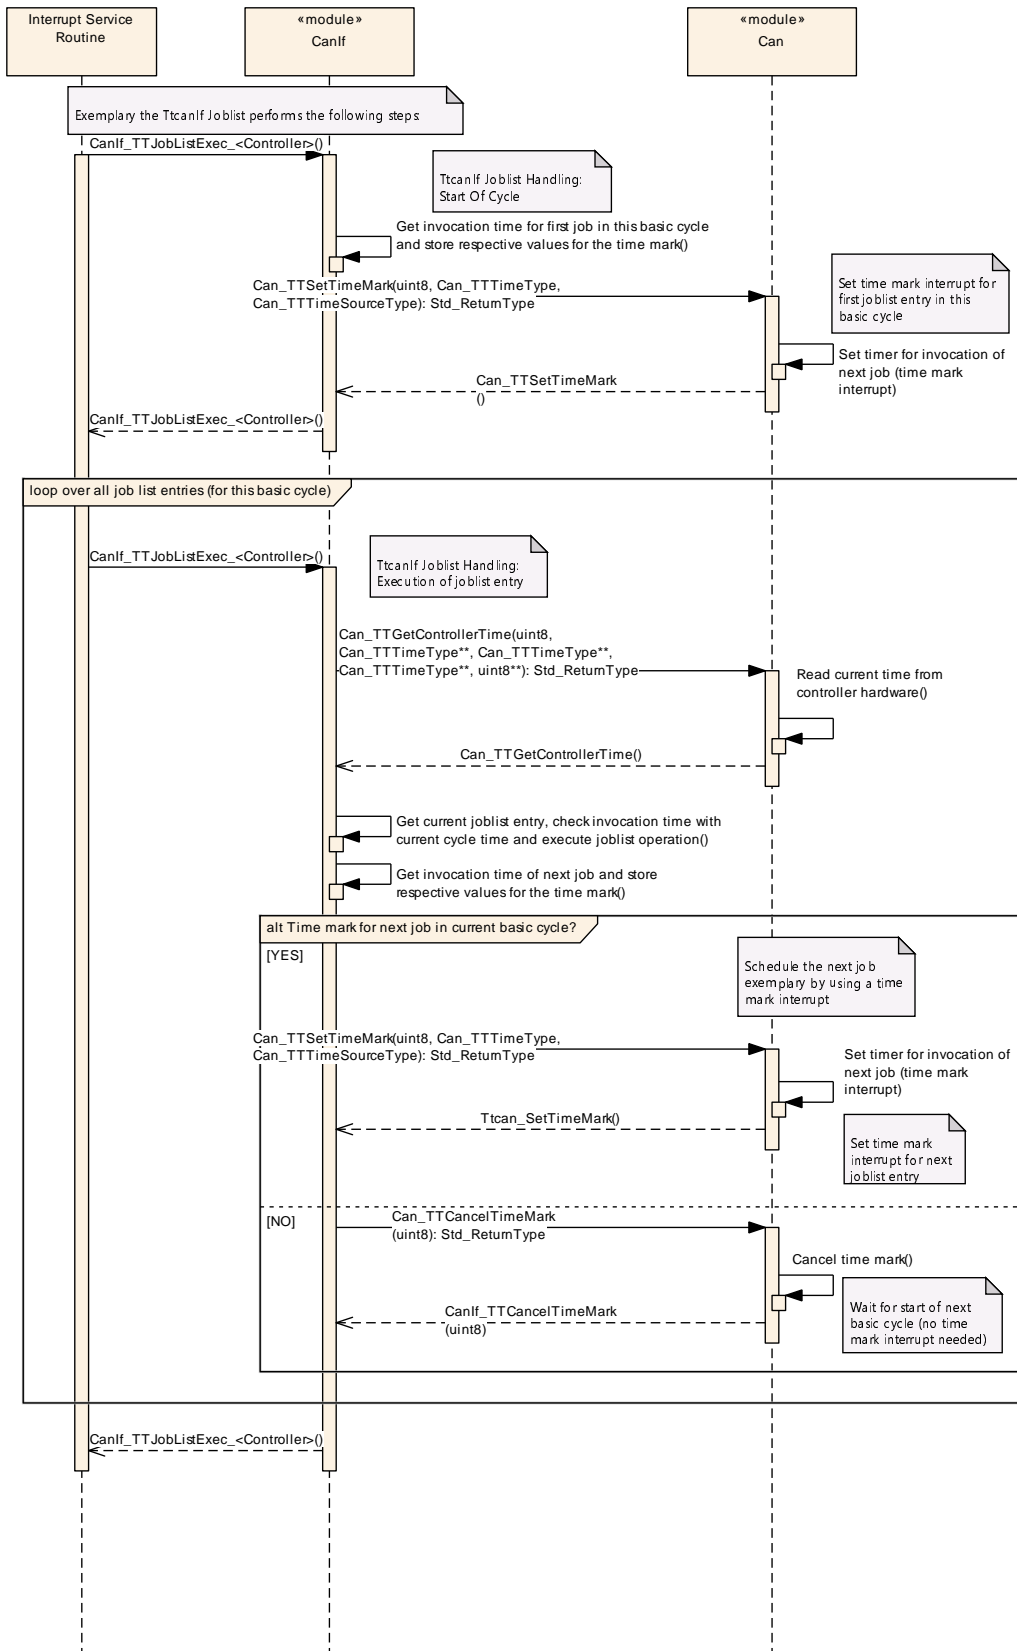 Interrupt Service
Routine
«module»
CanIf
«module»
Can
Exemplary the TtcanIf Joblist performs the following steps:
CanIf_TTJobListExec_<Controller>()
TtcanIf Joblist Handling:
Start Of Cycle
Get invocation time for first job in this basic cycle
and store respective values for the time mark()
Can_TTSetTimeMark(uint8, Can_TTTimeType,
Can_TTTimeSourceType): Std_ReturnType
Set time mark interrupt for
first joblist entry in this
basic cycle
Set timer for invocation of
next job (time mark
interrupt)
Can_TTSetTimeMark
()
CanIf_TTJobListExec_<Controller>()
loop over all job list entries (for this basic cycle)
CanIf_TTJobListExec_<Controller>()
TtcanIf Joblist Handling:
Execution of joblist entry
Can_TTGetControllerTime(uint8,
Can_TTTimeType**, Can_TTTimeType**,
Can_TTTimeType**, uint8**): Std_ReturnType
Read current time from
controller hardware()
Can_TTGetControllerTime()
Get current joblist entry, check invocation time with
current cycle time and execute joblist operation()
Get invocation time of next job and store
respective values for the time mark()
alt Time mark for next job in current basic cycle?
[YES]
Schedule the next job
exemplary by using a time
mark interrupt
Can_TTSetTimeMark(uint8, Can_TTTimeType,
Can_TTTimeSourceType): Std_ReturnType
Set timer for invocation of
next job (time mark
interrupt)
Ttcan_SetTimeMark()
Set time mark
interrupt for next
joblist entry
[NO]
Can_TTCancelTimeMark
(uint8): Std_ReturnType
Cancel time mark()
Wait for start of next
basic cycle (no time
mark interrupt needed)
CanIf_TTCancelTimeMark
(uint8)
CanIf_TTJobListExec_<Controller>()